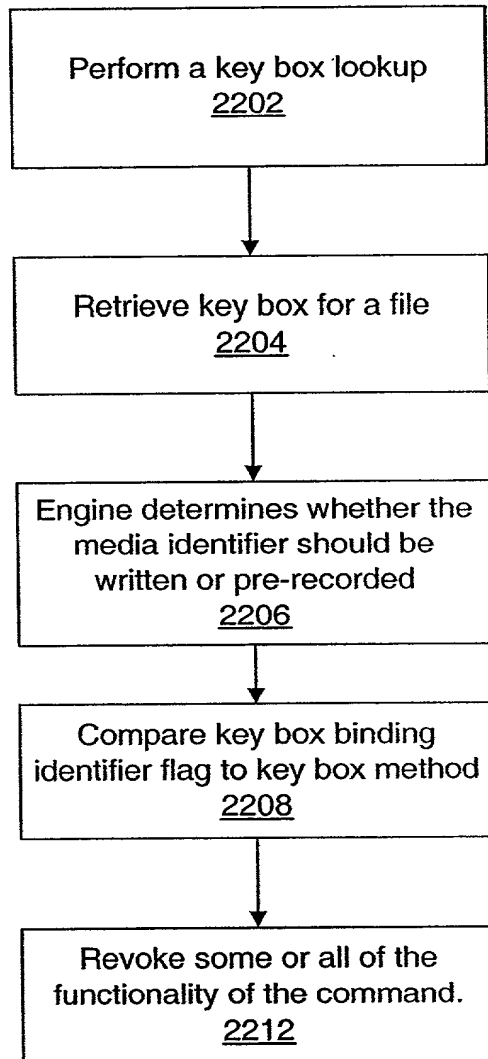 Perform a key box lookup
2202
Retrieve key box for a file
2204
Engine determines whether the
media identifier should be
written or pre-recorded
2206
Compare key box binding
identifier flag to key box method
2208
Revoke some or all of the
functionality of the command.
2212